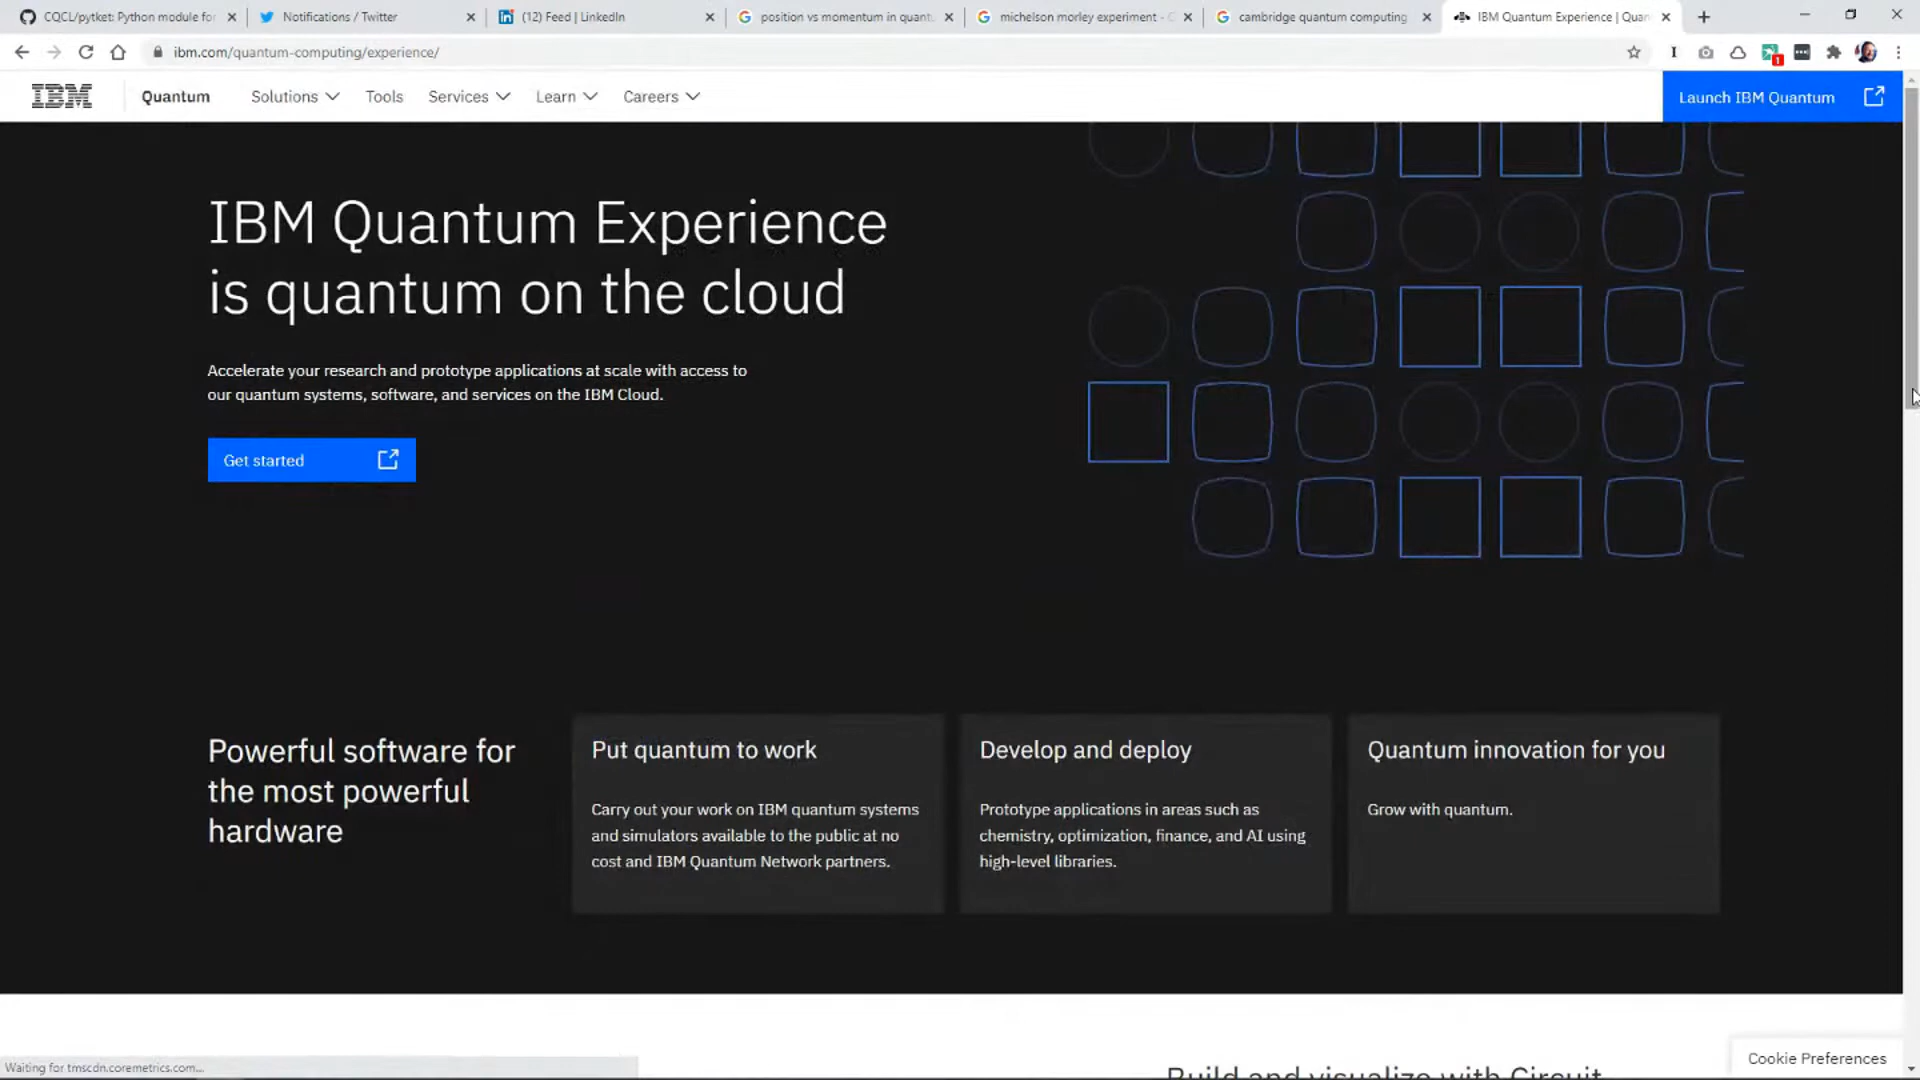 CQCL/pytket: Python module for
Notifications / Twitter
(12) Feed | LinkedIn
position vs momentum in quant
michelson morley experiment -
cambridge quantum computing
IBM Quantum Experience | Quan
ibm.com/quantum-computing/experience/
1
IBM
Quantum
Solutions
Tools
Services
Learn
Careers
Launch IBM Quantum
IBM Quantum Experience
is quantum on the cloud
Accelerate your research and prototype applications at scale with access to
our quantum systems, software, and services on the IBM Cloud.
Get started
Powerful software for
the most powerful
hardware
Put quantum to work
Carry out your work on IBM quantum systems
and simulators available to the public at no
cost and IBM Quantum Network partners.
Develop and deploy
Prototype applications in areas such as
chemistry, optimization, finance, and AI using
high-level libraries.
Quantum innovation for you
Grow with quantum.
Build and visualize with Circuit
Cookie Preferences
Waiting for tmscdn.coremetrics.com...